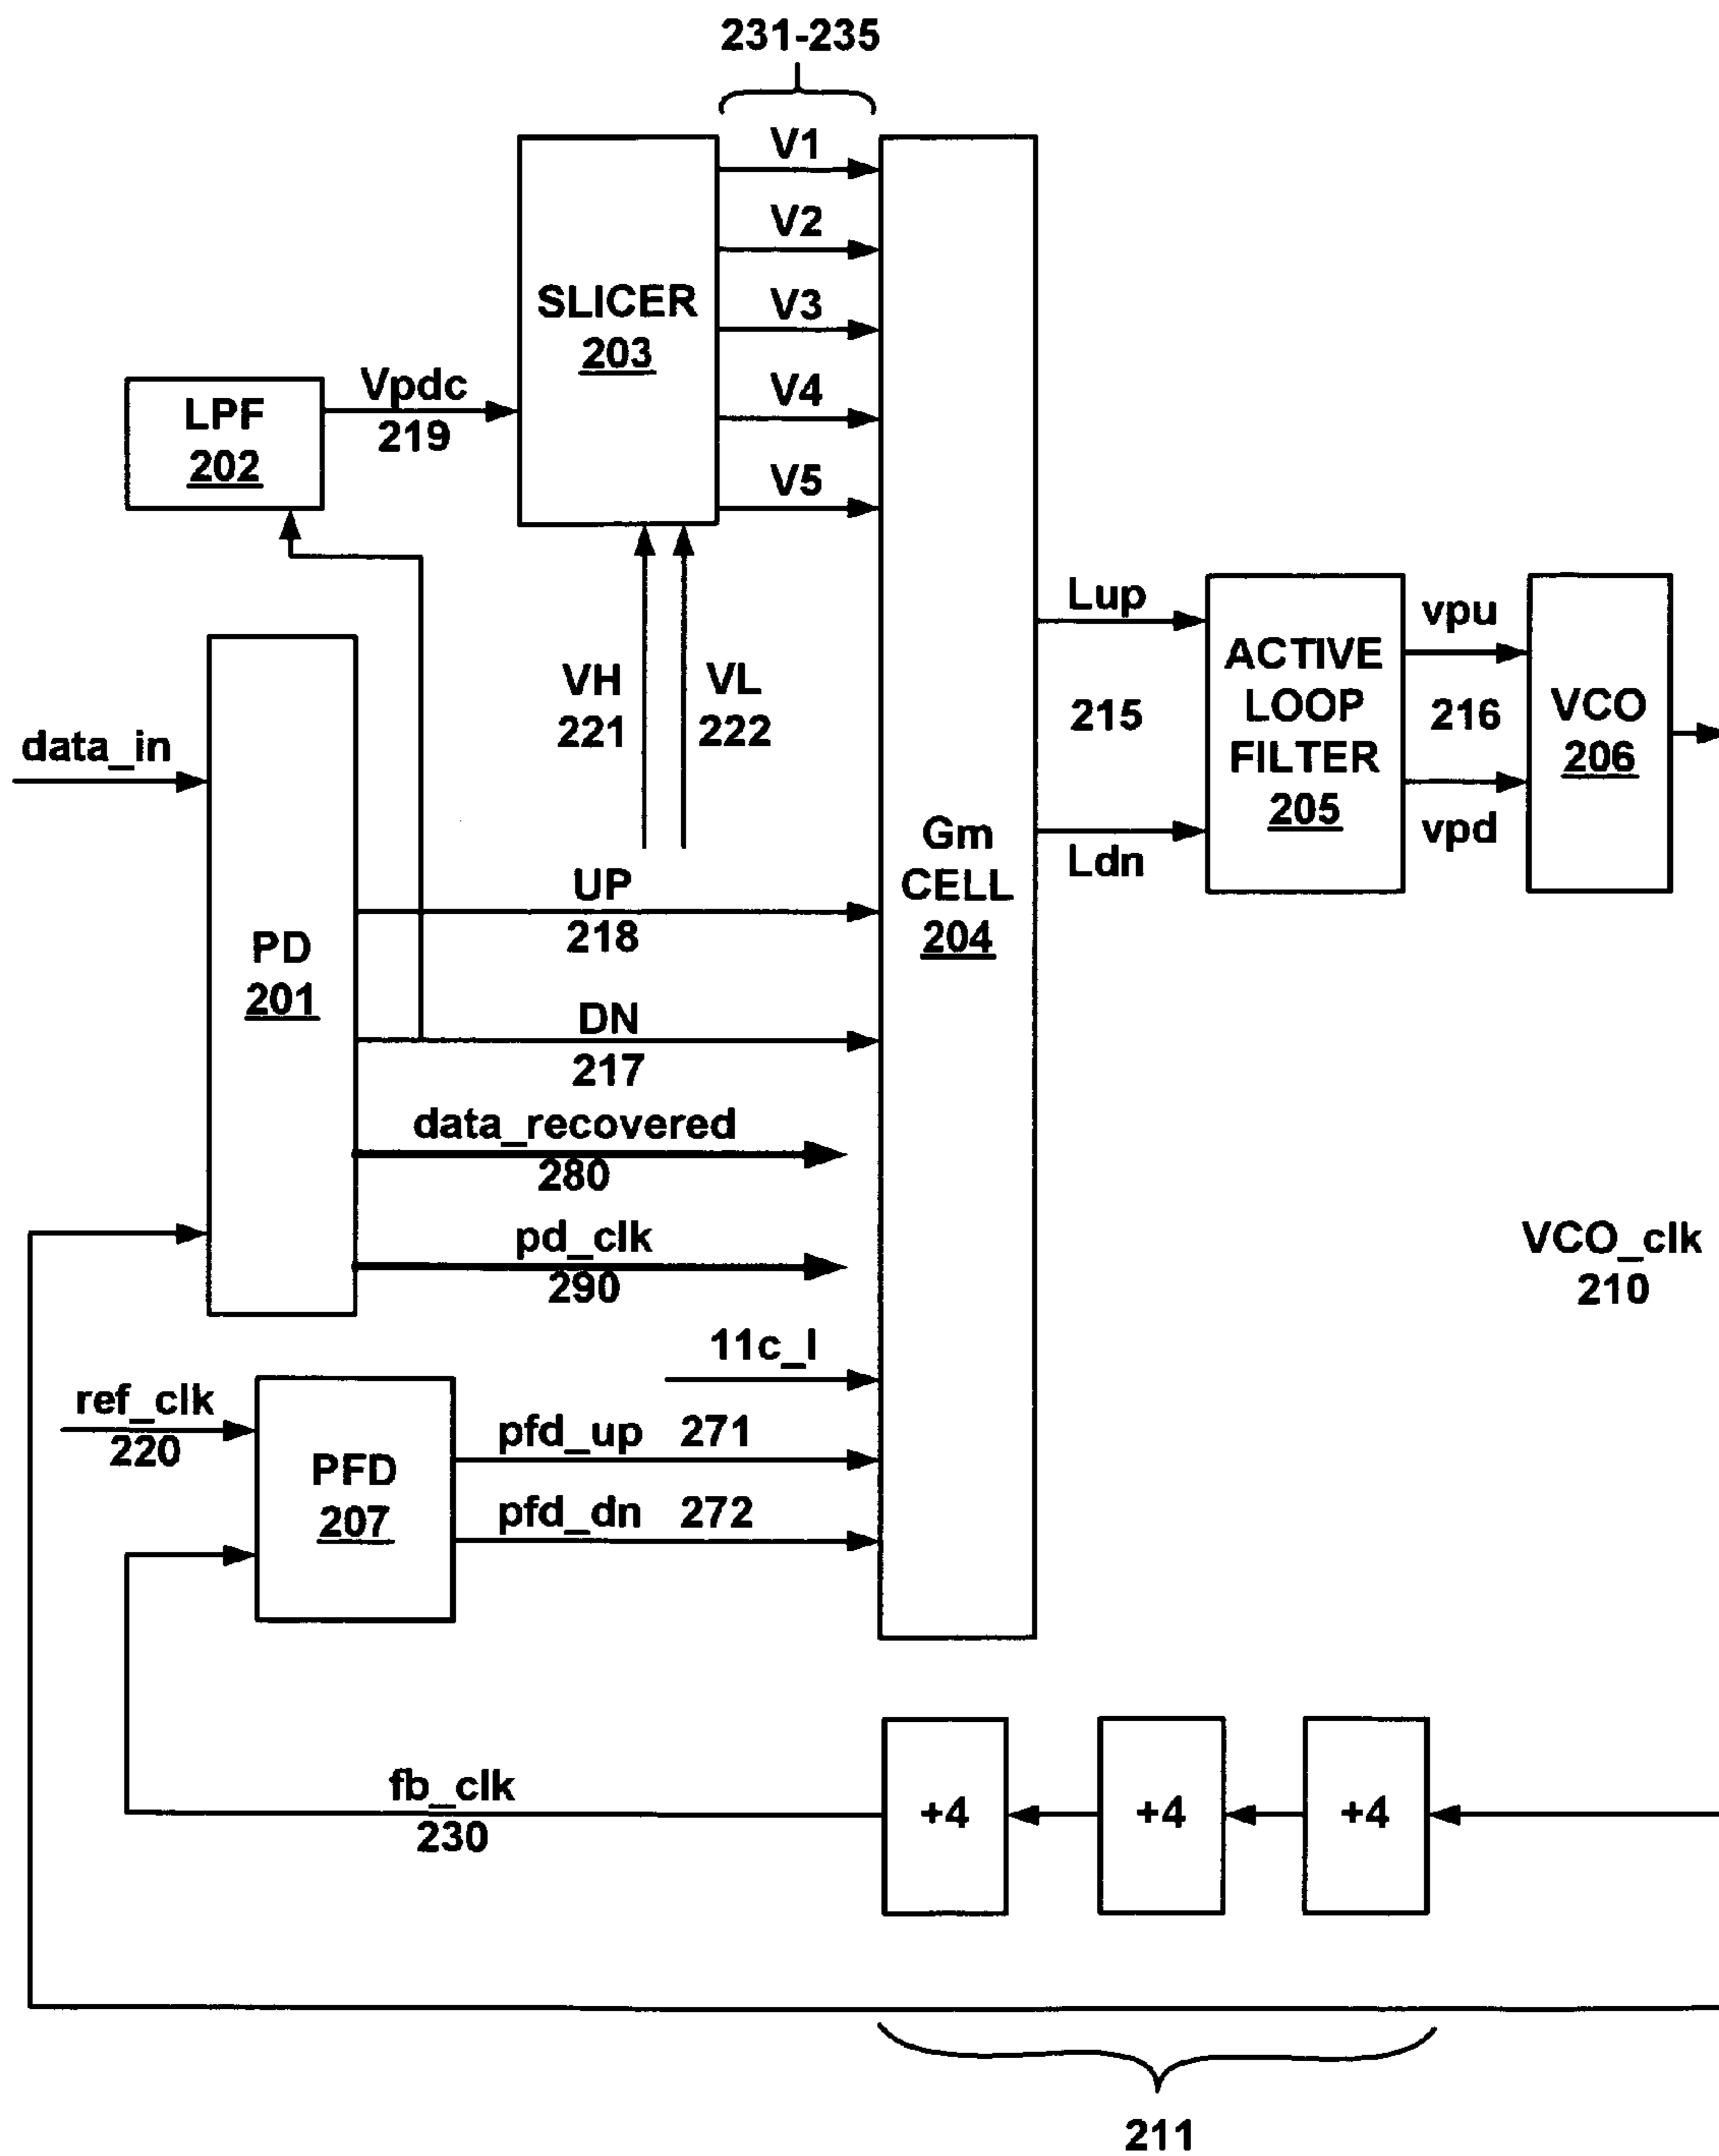 231-235
V1
V2
V3
V4
V5
SLICER
203
LPF
202
Vpdc
219
VH
221
VL
222
data_in
PD
201
UP
218
DN
217
data_recovered
280
pd_clk
290
Gm
CELL
204
Lup
215
Ldn
ACTIVE
LOOP
FILTER
205
vpu
216
vpd
VCO
206
VCO_clk
210
11c_l
ref_clk
220
PFD
207
pfd_up 271
pfd_dn 272
fb_clk
230
+4
+4
+4
211